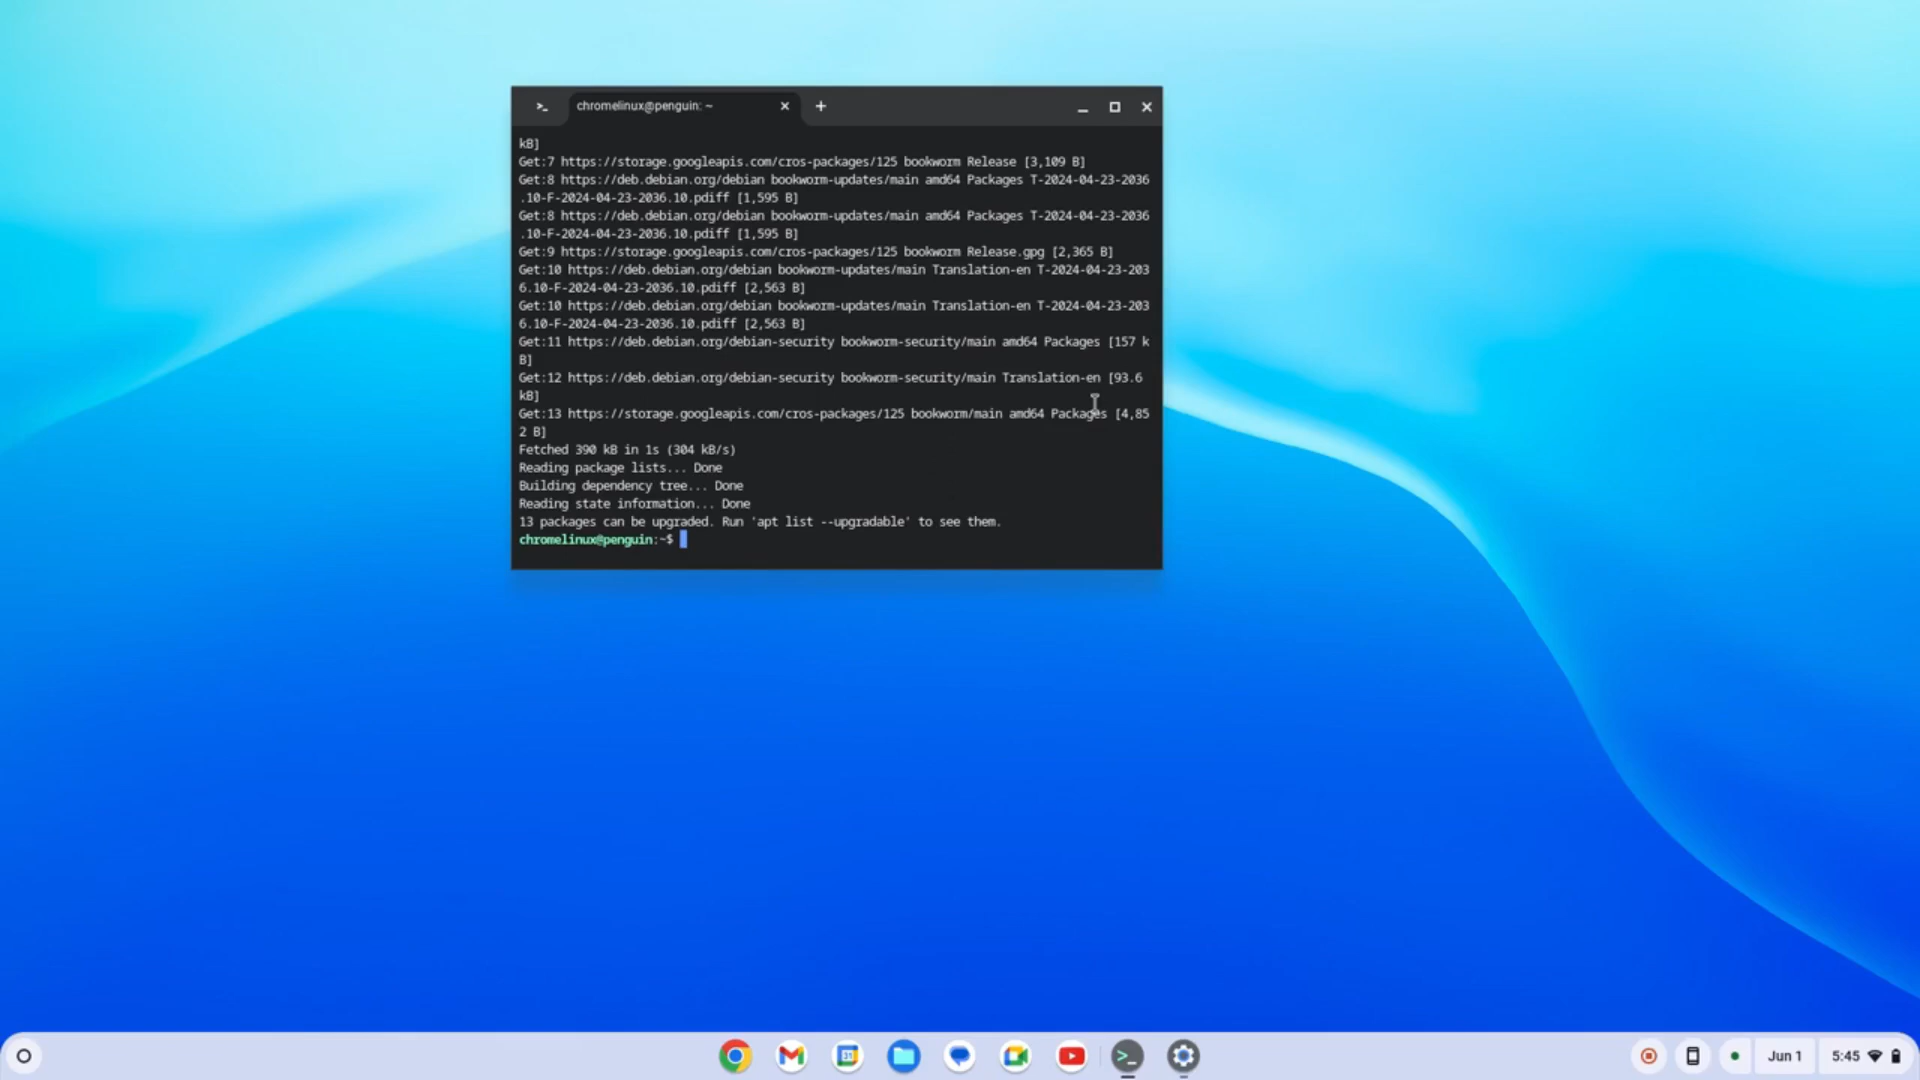 >_ chromelinux@penguin: ~
kB]
Get:7 https://storage.googleapis.com/cros-packages/125 bookworm Release [3,109 B]
Get:8 https://deb.debian.org/debian bookworm-updates/main amd64 Packages T-2024-04-23-2036
.10-F-2024-04-23-2036.10.pdiff [1,595 B]
Get:8 https://deb.debian.org/debian bookworm-updates/main amd64 Packages T-2024-04-23-2036
.10-F-2024-04-23-2036.10.pdiff [1,595 B]
Get:9 https://storage.googleapis.com/cros-packages/125 bookworm Release.gpg [2,365 B]
Get:10 https://deb.debian.org/debian bookworm-updates/main Translation-en T-2024-04-23-203
6.10-F-2024-04-23-2036.10.pdiff [2,563 B]
Get:10 https://deb.debian.org/debian bookworm-updates/main Translation-en T-2024-04-23-203
6.10-F-2024-04-23-2036.10.pdiff [2,563 B]
Get:11 https://deb.debian.org/debian-security bookworm-security/main amd64 Packages [157 k
B]
Get:12 https://deb.debian.org/debian-security bookworm-security/main Translation-en [93.6
kB]
Get:13 https://storage.googleapis.com/cros-packages/125 bookworm/main amd64 Packages [4,85
2 B]
Fetched 390 kB in 1s (304 kB/s)
Reading package lists... Done
Building dependency tree... Done
Reading state information... Done
13 packages can be upgraded. Run 'apt list --upgradable' to see them.
chromelinux@penguin:~$
31
>_
Jun 1
5:45